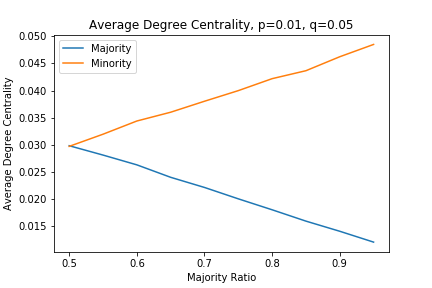 Average Degree Centrality, p=0.01, q=0.05
Majority
Minority
Average Degree Centrality
0.050
0.045
0.040
0.035
0.030
0.025
0.020
0.015
0.5 0.6 0.7 0.8 0.9
Majority Ratio